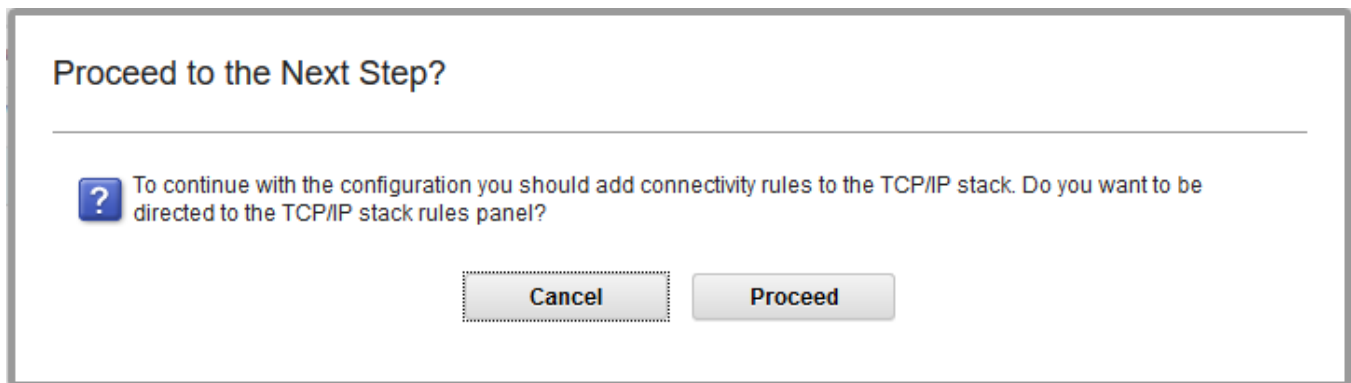 Proceed to the Next Step?
?
To continue with the configuration you should add connectivity rules to the TCP/IP stack. Do you want to be
directed to the TCP/IP stack rules panel?
Cancel Proceed